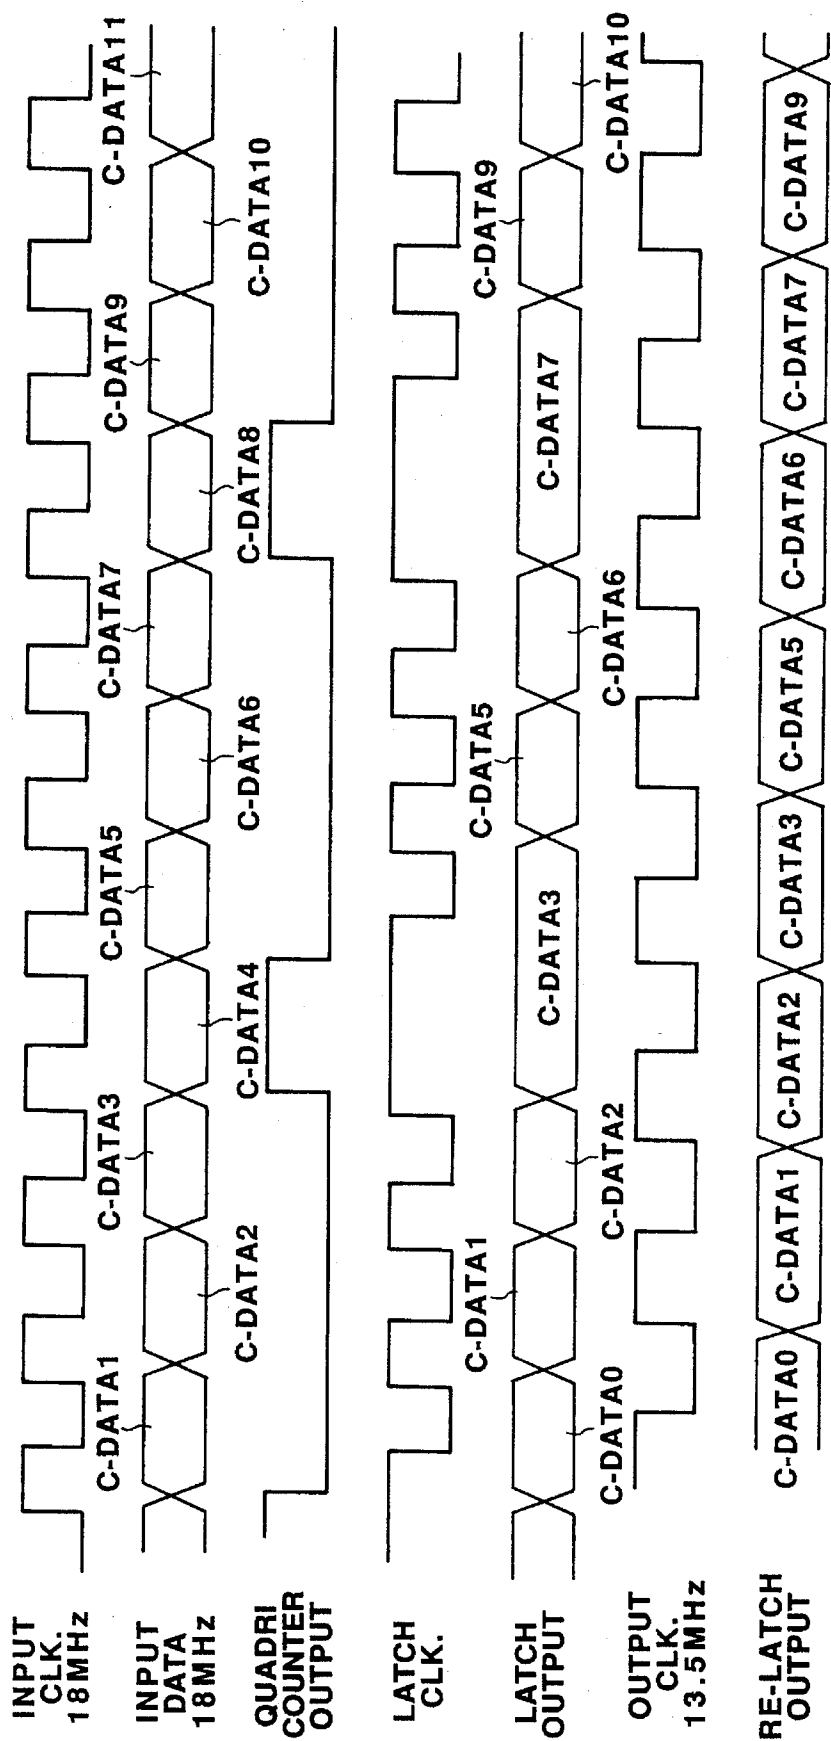 INPUT
CLK.
18MHz
INPUT
DATA
18MHz
C-DATA1
C-DATA2
C-DATA3
C-DATA4
C-DATA5
C-DATA6
C-DATA7
C-DATA8
C-DATA9
C-DATA10
C-DATA11
QUADRI
COUNTER
OUTPUT
LATCH
CLK.
LATCH
OUTPUT
C-DATA0
C-DATA1
C-DATA2
C-DATA3
C-DATA5
C-DATA6
C-DATA7
C-DATA9
C-DATA10
OUTPUT
CLK.
13.5MHz
RE-LATCH
OUTPUT
C-DATA0
C-DATA1
C-DATA2
C-DATA3
C-DATA5
C-DATA6
C-DATA7
C-DATA9